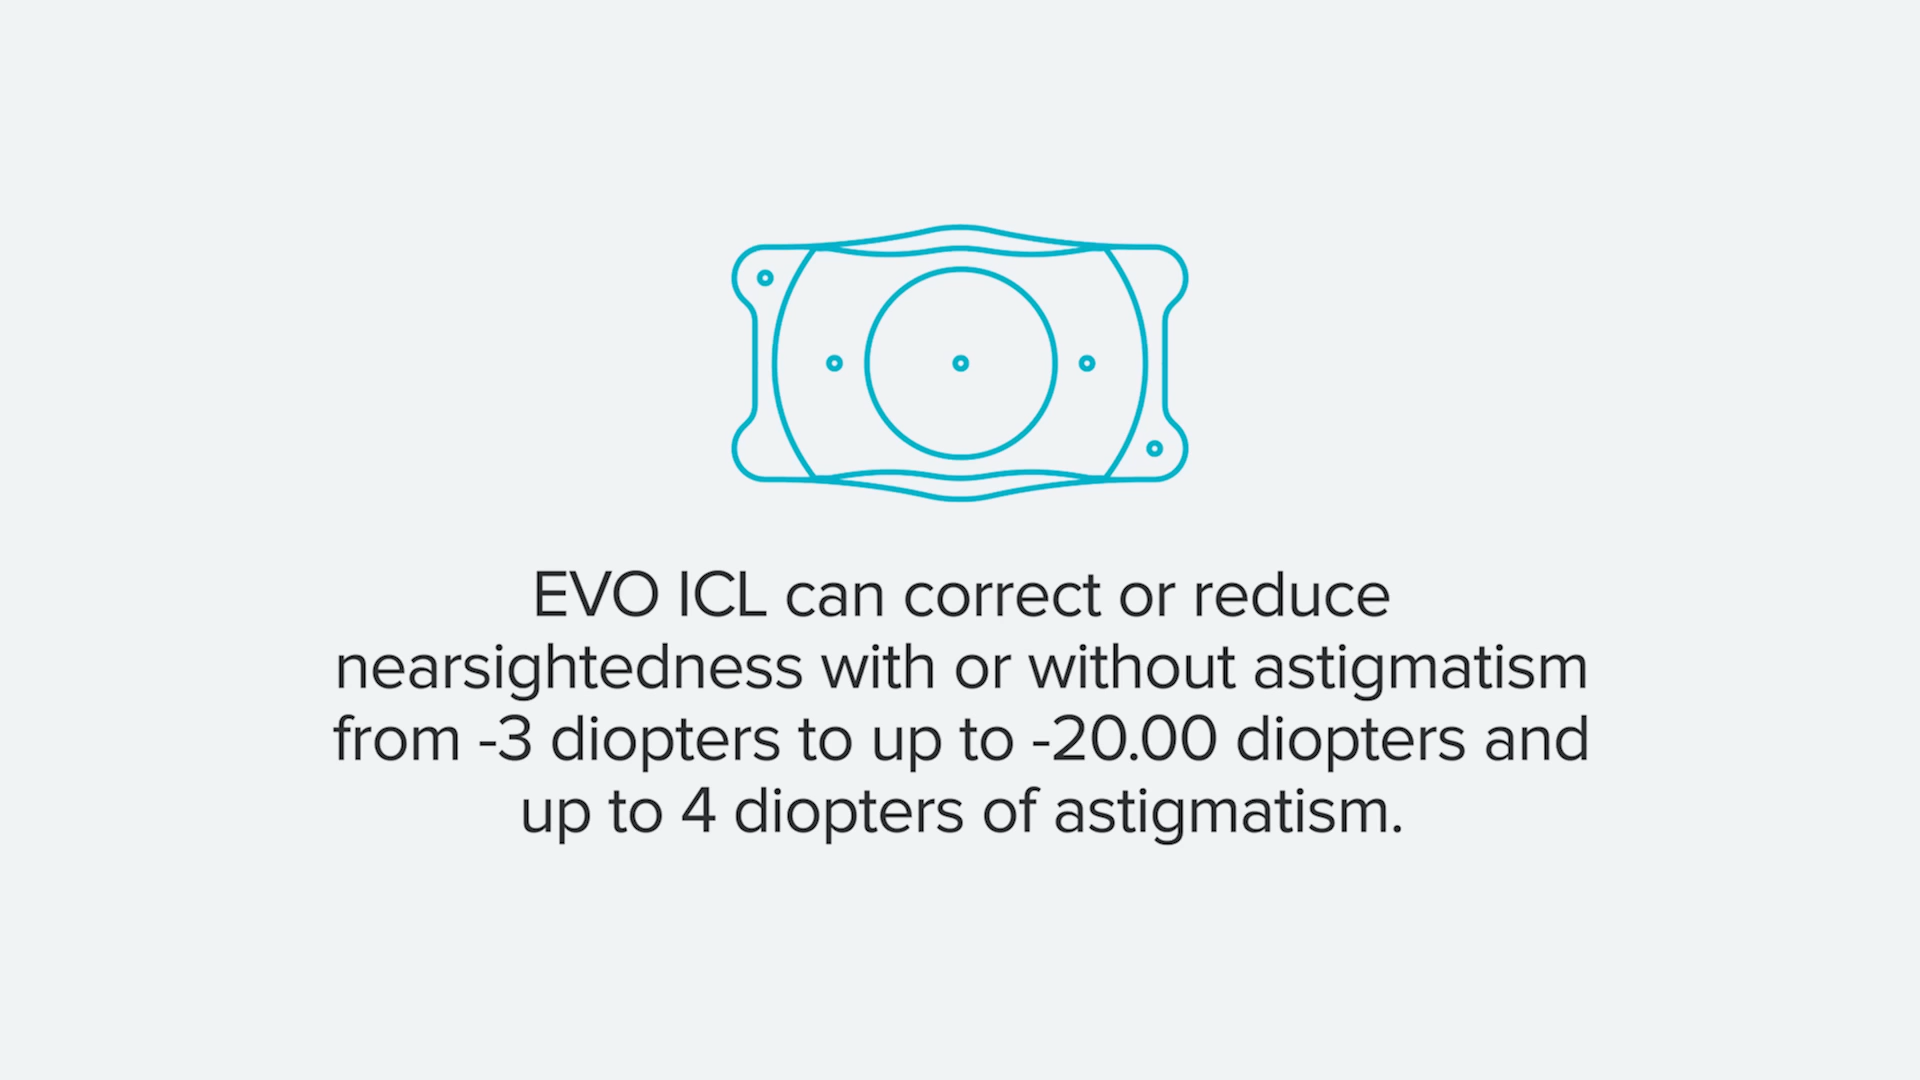 EVO ICL can correct or reduce
nearsightedness with or without astigmatism
from -3 diopters to up to -20.00 diopters and
up to 4 diopters of astigmatism.